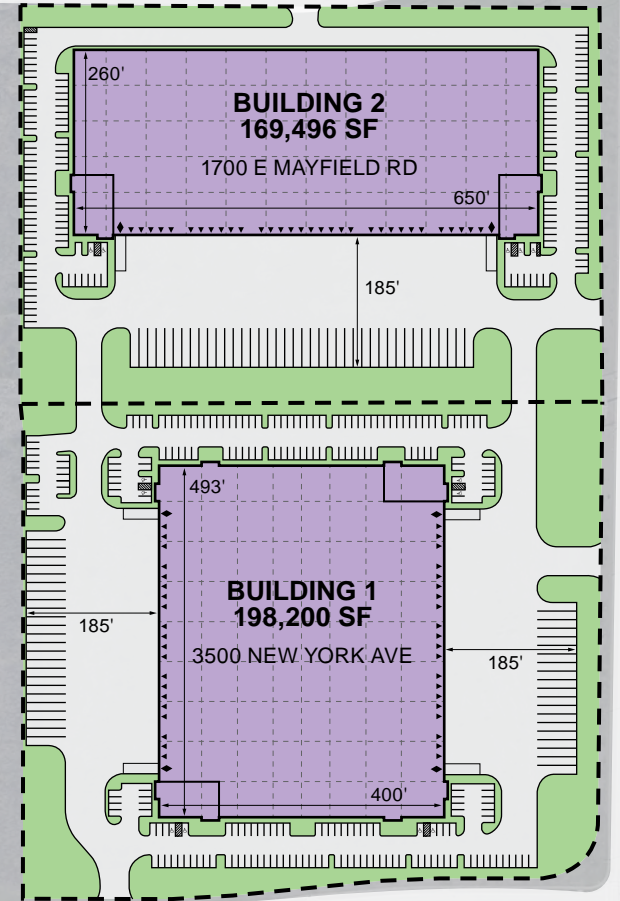 260'
BUILDING 2
169,496 SF
1700 E MAYFIELD RD
650'
185'
493'
BUILDING 1
198,200 SF
3500 NEW YORK AVE
185'
185'
400'